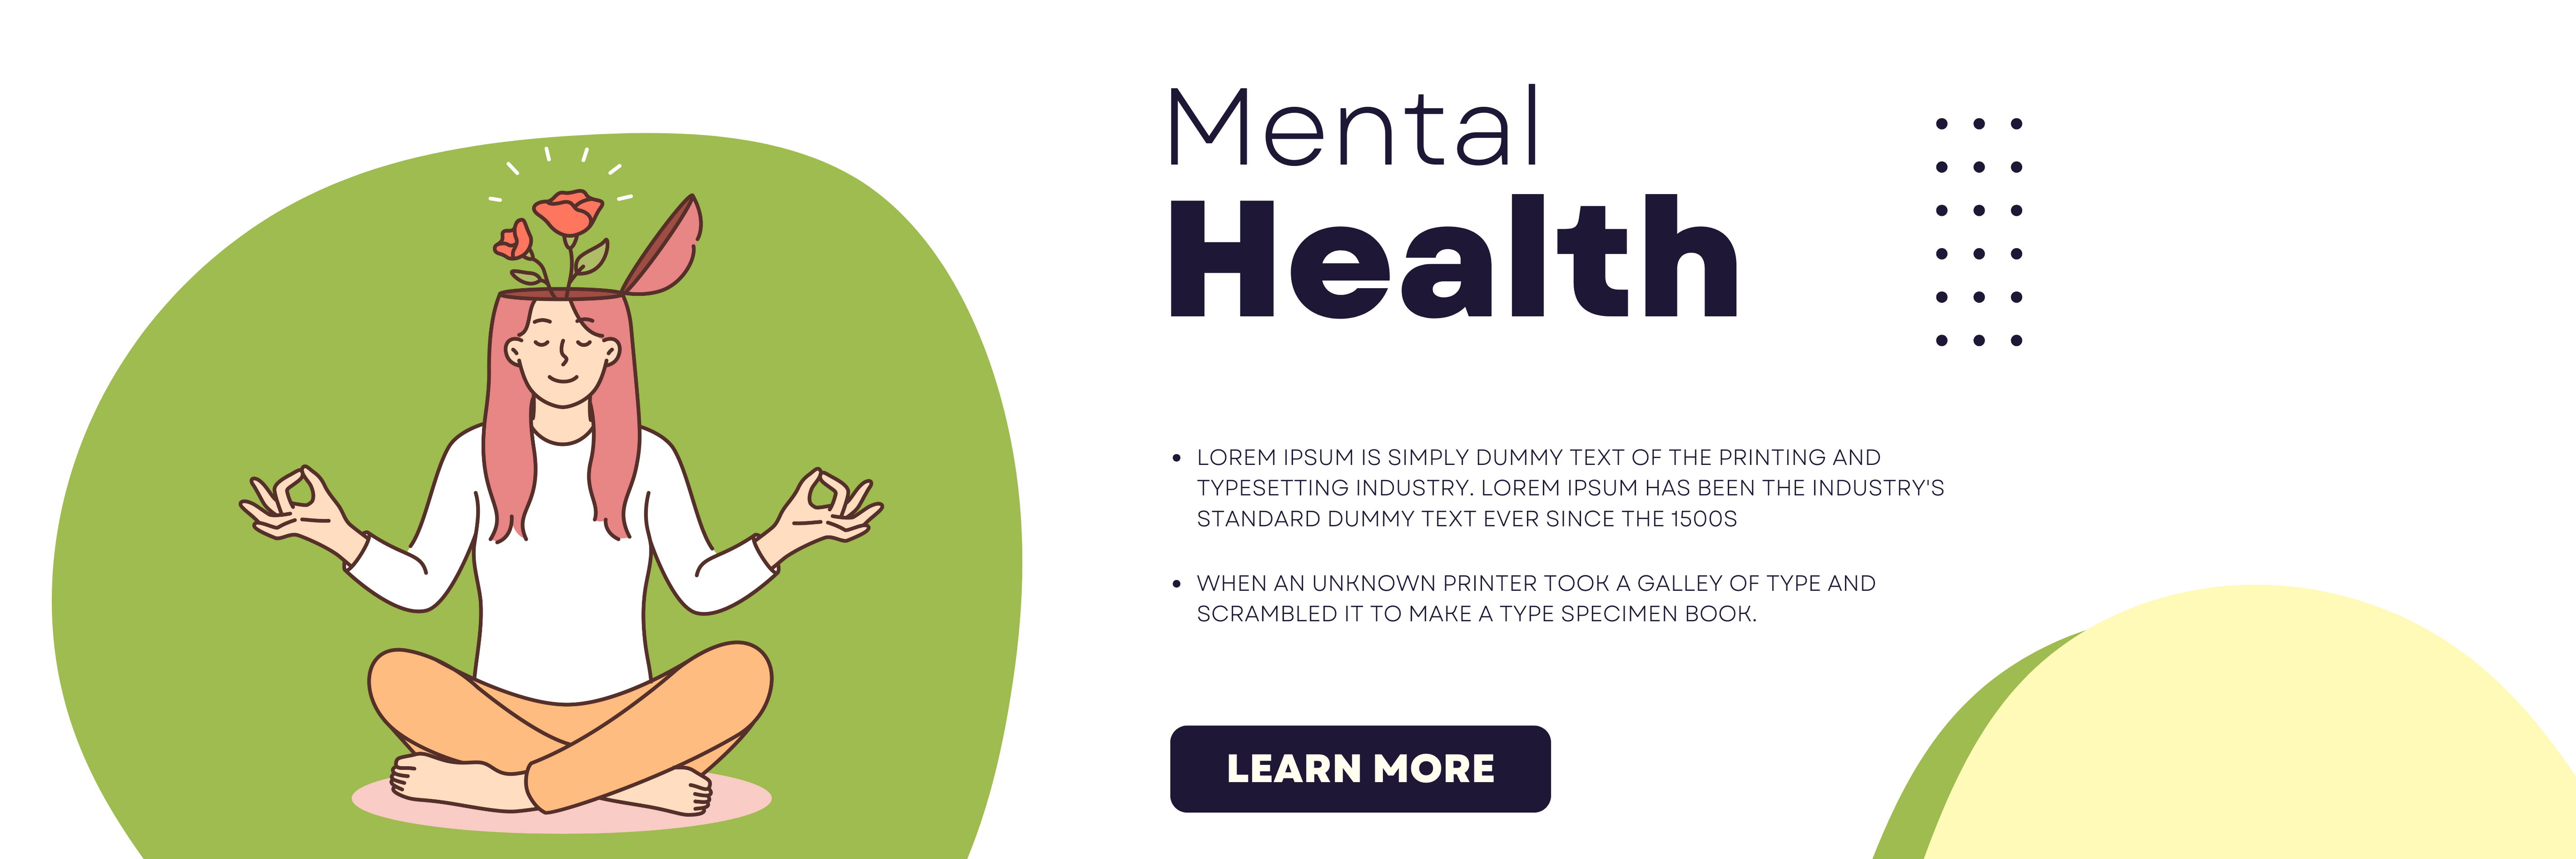 Mental
Health
• LOREM IPSUM IS SIMPLY DUMMY TEXT OF THE PRINTING AND
TYPESETTING INDUSTRY. LOREM IPSUM HAS BEEN THE INDUSTRY'S
STANDARD DUMMY TEXT EVER SINCE THE 1500S
• WHEN AN UNKNOWN PRINTER TOOK A GALLEY OF TYPE AND
SCRAMBLED IT TO MAKE A TYPE SPECIMEN BOOK.
LEARN MORE